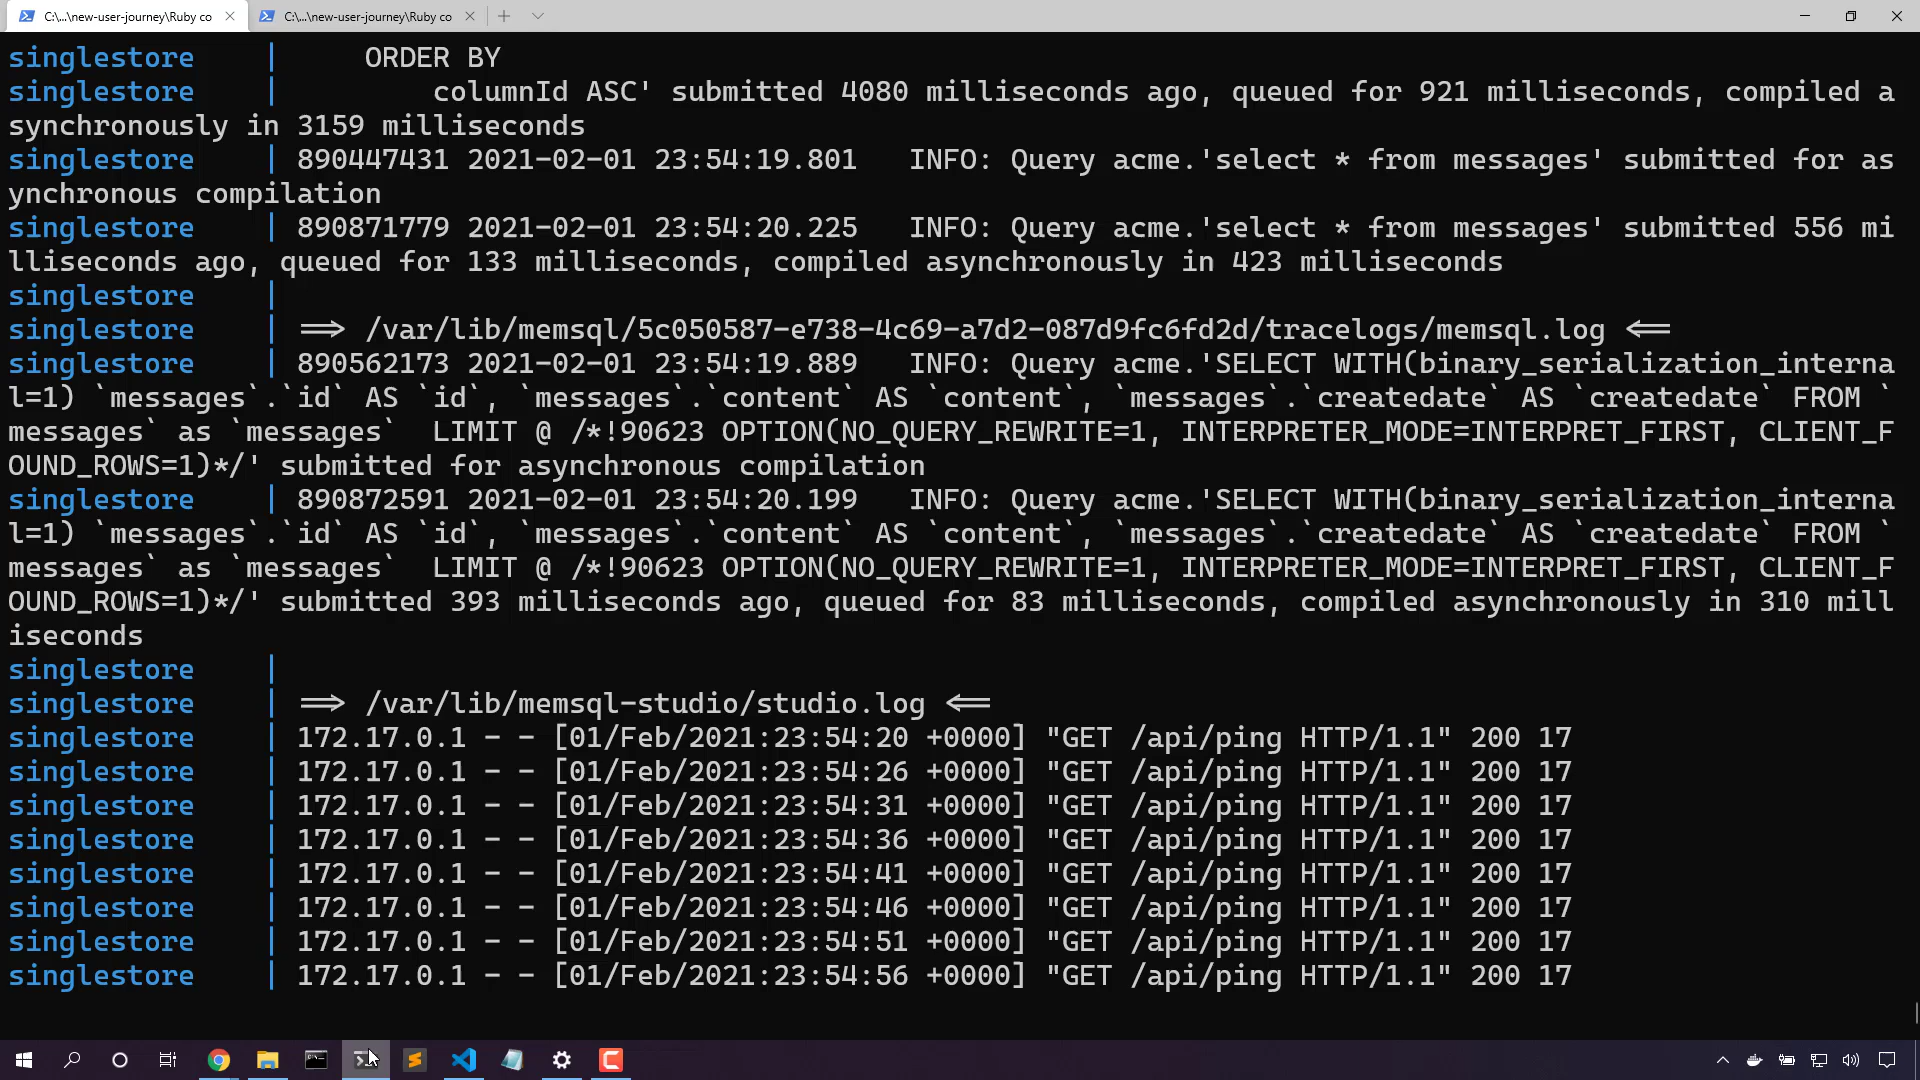 C:\...\new-user-journey\Ruby co
C:\...\new-user-journey\Ruby co
singlestore | ORDER BY
singlestore | columnId ASC' submitted 4080 milliseconds ago, queued for 921 milliseconds, compiled a
synchronously in 3159 milliseconds
singlestore | 890447431 2021-02-01 23:54:19.801 INFO: Query acme.'select * from messages' submitted for as
ynchronous compilation
singlestore | 890871779 2021-02-01 23:54:20.225 INFO: Query acme.'select * from messages' submitted 556 mi
lliseconds ago, queued for 133 milliseconds, compiled asynchronously in 423 milliseconds
singlestore |
singlestore | ==> /var/lib/memsql/5c050587-e738-4c69-a7d2-087d9fc6fd2d/tracelogs/memsql.log <==
singlestore | 890562173 2021-02-01 23:54:19.889 INFO: Query acme.'SELECT WITH(binary_serialization_interna
l=1) `messages`.`id` AS `id`, `messages`.`content` AS `content`, `messages`.`createdate` AS `createdate` FROM `
messages` as `messages`  LIMIT @ /*!90623 OPTION(NO_QUERY_REWRITE=1, INTERPRETER_MODE=INTERPRET_FIRST, CLIENT_F
OUND_ROWS=1)*/' submitted for asynchronous compilation
singlestore | 890872591 2021-02-01 23:54:20.199 INFO: Query acme.'SELECT WITH(binary_serialization_interna
l=1) `messages`.`id` AS `id`, `messages`.`content` AS `content`, `messages`.`createdate` AS `createdate` FROM `
messages` as `messages`  LIMIT @ /*!90623 OPTION(NO_QUERY_REWRITE=1, INTERPRETER_MODE=INTERPRET_FIRST, CLIENT_F
OUND_ROWS=1)*/' submitted 393 milliseconds ago, queued for 83 milliseconds, compiled asynchronously in 310 mill
iseconds
singlestore |
singlestore | ==> /var/lib/memsql-studio/studio.log <==
singlestore | 172.17.0.1 - - [01/Feb/2021:23:54:20 +0000] "GET /api/ping HTTP/1.1" 200 17
singlestore | 172.17.0.1 - - [01/Feb/2021:23:54:26 +0000] "GET /api/ping HTTP/1.1" 200 17
singlestore | 172.17.0.1 - - [01/Feb/2021:23:54:31 +0000] "GET /api/ping HTTP/1.1" 200 17
singlestore | 172.17.0.1 - - [01/Feb/2021:23:54:36 +0000] "GET /api/ping HTTP/1.1" 200 17
singlestore | 172.17.0.1 - - [01/Feb/2021:23:54:41 +0000] "GET /api/ping HTTP/1.1" 200 17
singlestore | 172.17.0.1 - - [01/Feb/2021:23:54:46 +0000] "GET /api/ping HTTP/1.1" 200 17
singlestore | 172.17.0.1 - - [01/Feb/2021:23:54:51 +0000] "GET /api/ping HTTP/1.1" 200 17
singlestore | 172.17.0.1 - - [01/Feb/2021:23:54:56 +0000] "GET /api/ping HTTP/1.1" 200 17